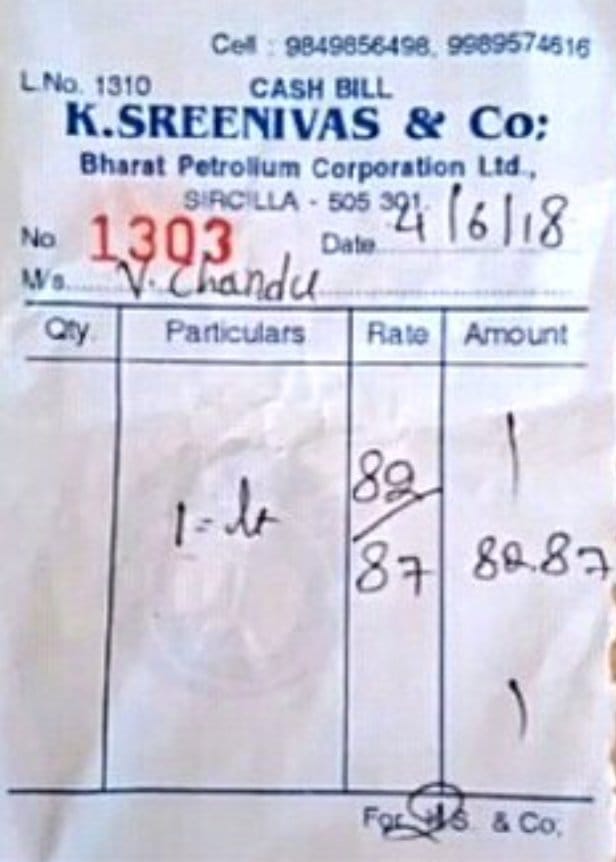 Cell : 9849856498, 9989574616
L.No. 1310 CASH BILL
K.SREENIVAS & Co:
Bharat Petrolium Corporation Ltd.,
SIRCILLA - 505 301.
No 1303 Date 4/6/18
M/s. V. Chandu
Qty. Particulars Rate Amount
1 = ltr 82/87 82.87
For K.S. & Co;